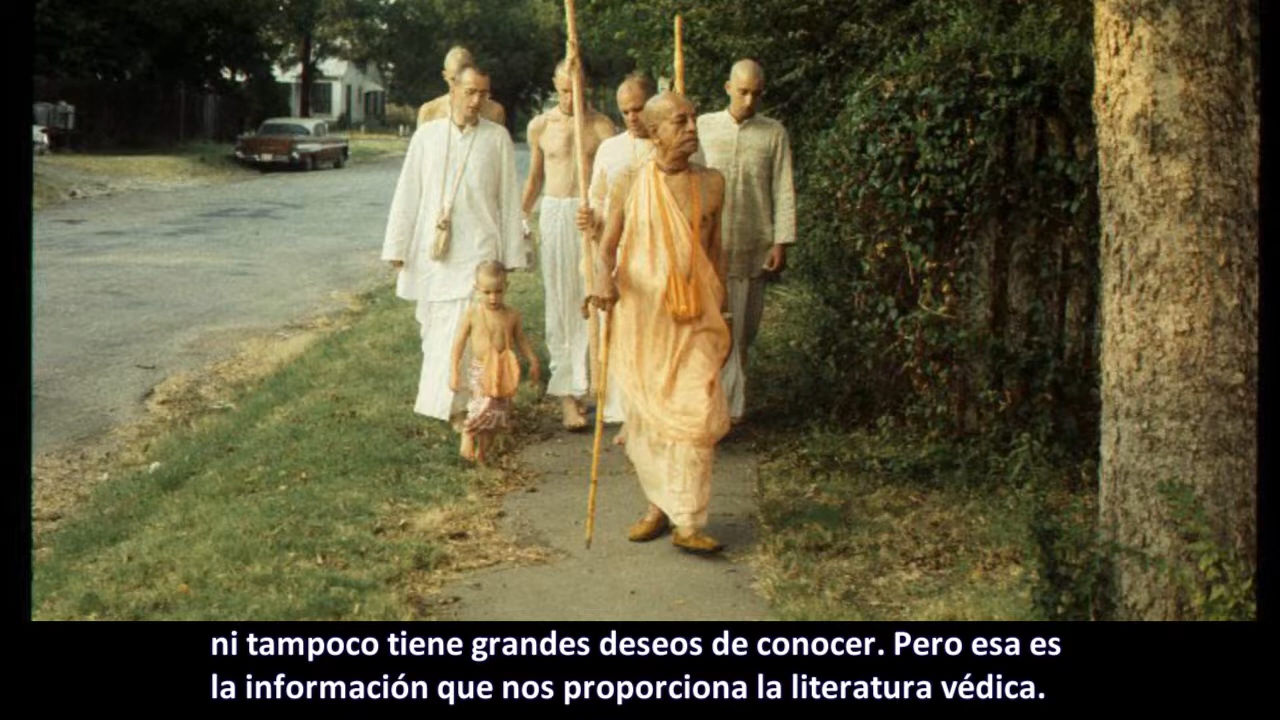 ni tampoco tiene grandes deseos de conocer. Pero esa es
la información que nos proporciona la literatura védica.